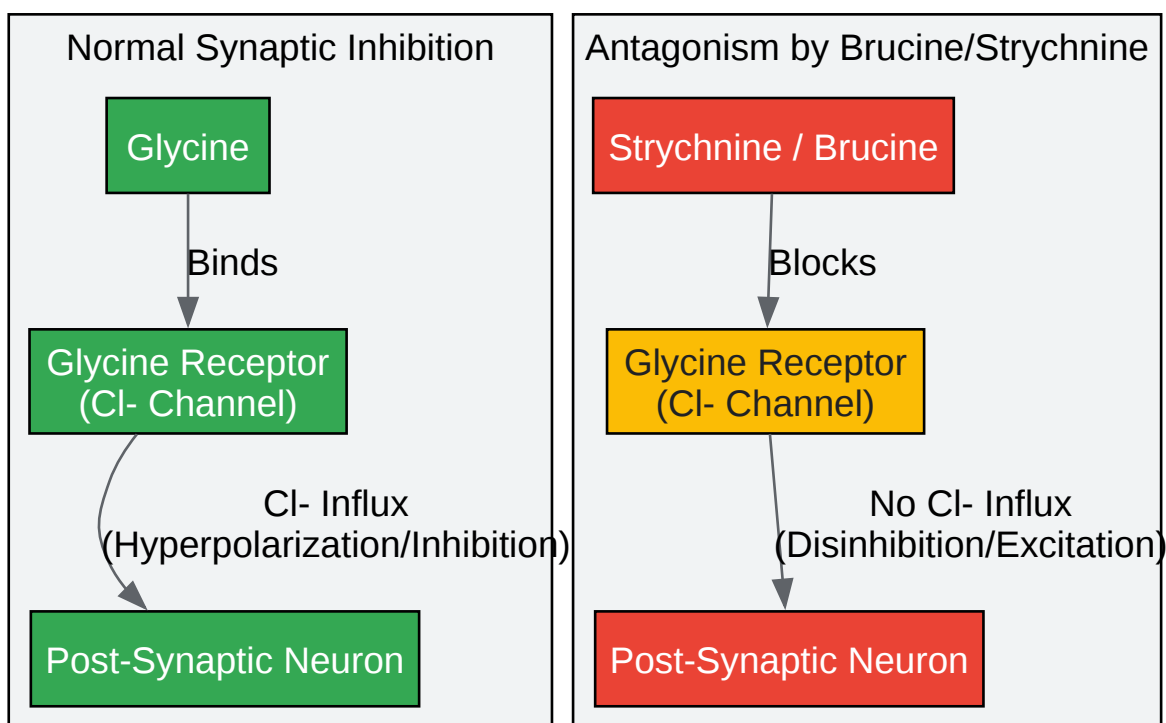 Normal Synaptic Inhibition
Glycine
Binds
Glycine Receptor
(Cl- Channel)
Cl- Influx
(Hyperpolarization/Inhibition)
Post-Synaptic Neuron
Antagonism by Brucine/Strychnine
Strychnine / Brucine
Blocks
Glycine Receptor
(Cl- Channel)
No Cl- Influx
(Disinhibition/Excitation)
Post-Synaptic Neuron